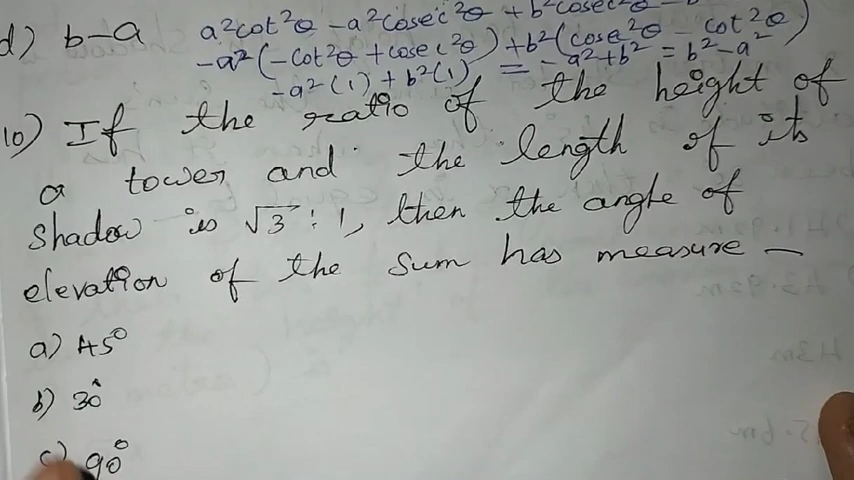 d) b-a
a²cot²θ - a²cosec²θ + b²cosec²θ - b
-a²(-cot²θ + cosec²θ) + b²(cosec²θ - cot²θ)
-a²(1) + b²(1) = -a²+b² = b²-a²
10) If the ratio of the height of
a tower and the length of its
shadow is √3 : 1, then the angle of
elevation of the sum has measure —
a) 45°
b) 30°
c) 90°